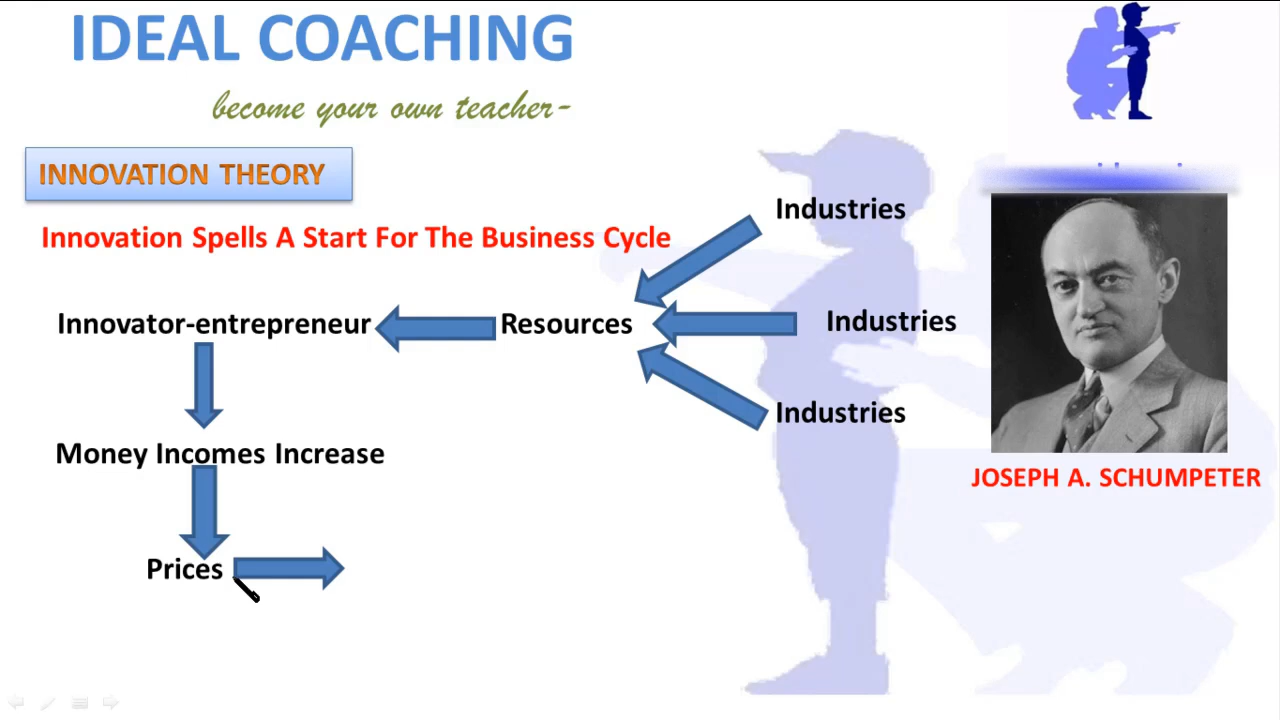 IDEAL COACHING
become your own teacher-
INNOVATION THEORY
Innovation Spells A Start For The Business Cycle
Industries
Innovator-entrepreneur
Resources
Industries
Industries
Money Incomes Increase
JOSEPH A. SCHUMPETER
Prices